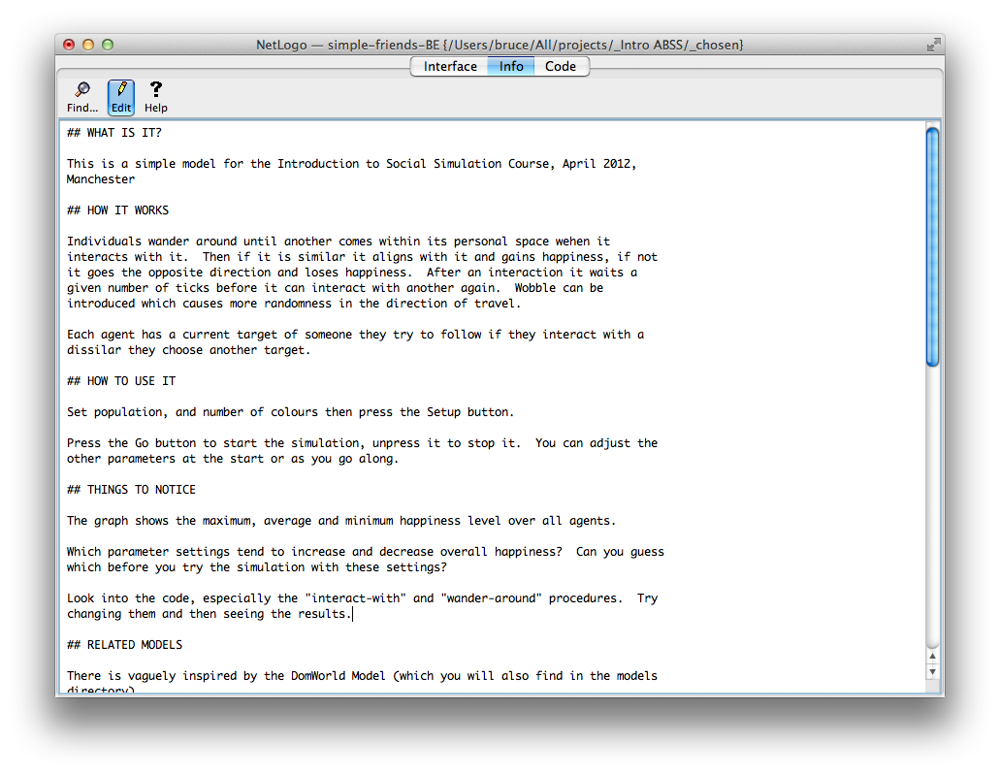 NetLogo — simple-friends-BE {/Users/bruce/All/projects/_Intro ABSS/_chosen}
Interface Info Code
Find... Edit Help
## WHAT IS IT?
This is a simple model for the Introduction to Social Simulation Course, April 2012,
Manchester
## HOW IT WORKS
Individuals wander around until another comes within its personal space wehen it
interacts with it.  Then if it is similar it aligns with it and gains happiness, if not
it goes the opposite direction and loses happiness.  After an interaction it waits a
given number of ticks before it can interact with another again.  Wobble can be
introduced which causes more randomness in the direction of travel.
Each agent has a current target of someone they try to follow if they interact with a
dissilar they choose another target.
## HOW TO USE IT
Set population, and number of colours then press the Setup button.
Press the Go button to start the simulation, unpress it to stop it.  You can adjust the
other parameters at the start or as you go along.
## THINGS TO NOTICE
The graph shows the maximum, average and minimum happiness level over all agents.
Which parameter settings tend to increase and decrease overall happiness?  Can you guess
which before you try the simulation with these settings?
Look into the code, especially the "interact-with" and "wander-around" procedures.  Try
changing them and then seeing the results.
## RELATED MODELS
There is vaguely inspired by the DomWorld Model (which you will also find in the models
directory)